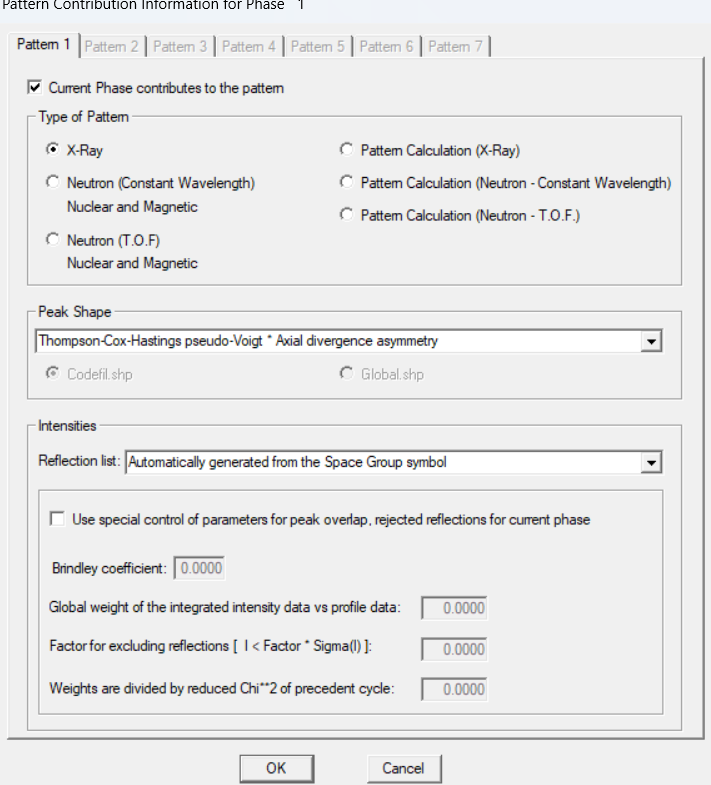 Pattern Contribution Information for Phase 1
Pattern 1 Pattern 2 Pattern 3 Pattern 4 Pattern 5 Pattern 6 Pattern 7
Current Phase contributes to the pattern
Type of Pattern
X-Ray
Pattern Calculation (X-Ray)
Neutron (Constant Wavelength)
Nuclear and Magnetic
Pattern Calculation (Neutron - Constant Wavelength)
Neutron (T.O.F)
Nuclear and Magnetic
Pattern Calculation (Neutron - T.O.F.)
Peak Shape
Thompson-Cox-Hastings pseudo-Voigt * Axial divergence asymmetry
Codefil.shp
Global.shp
Intensities
Reflection list: Automatically generated from the Space Group symbol
Use special control of parameters for peak overlap, rejected reflections for current phase
Brindley coefficient: 0.0000
Global weight of the integrated intensity data vs profile data: 0.0000
Factor for excluding reflections [ I < Factor * Sigma(I) ]: 0.0000
Weights are divided by reduced Chi**2 of precedent cycle: 0.0000
OK Cancel